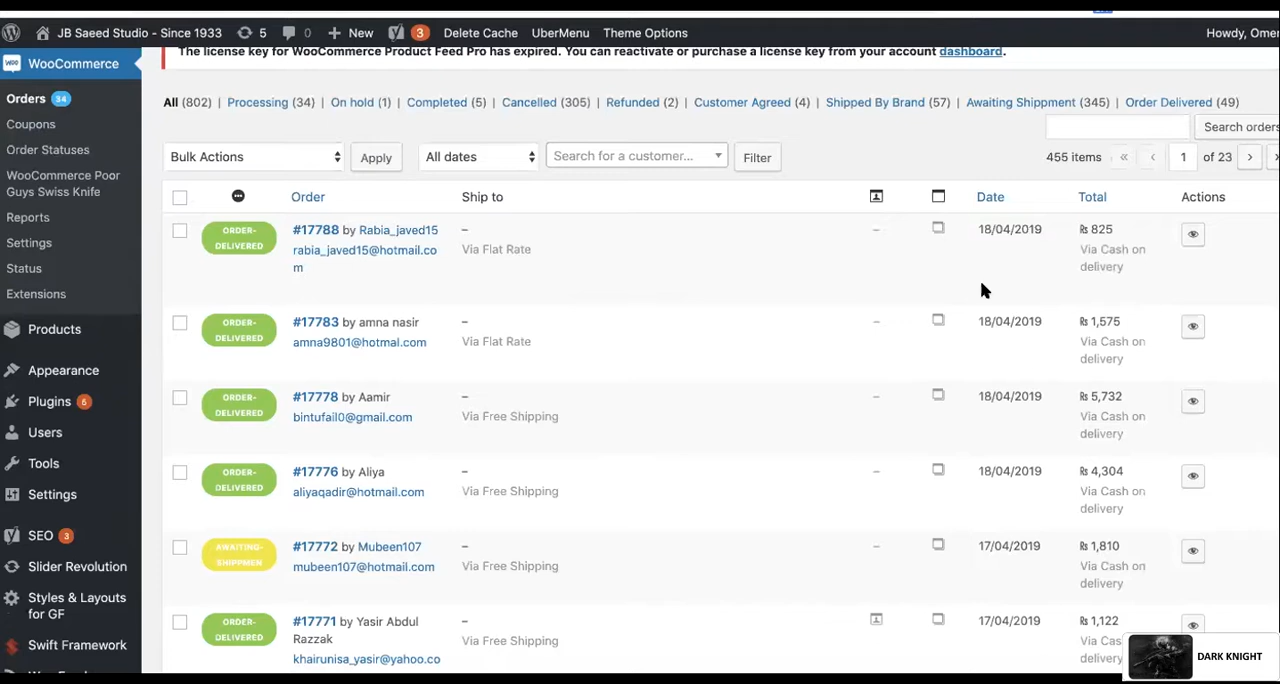 JB Saeed Studio - Since 1933 5 0 + New 3 Delete Cache UberMenu Theme Options Howdy, Omer
WooCommerce
The license key for WooCommerce Product Feed Pro has expired. You can reactivate or purchase a license key from your account dashboard.
Orders 34
Coupons
Order Statuses
WooCommerce Poor
Guys Swiss Knife
Reports
Settings
Status
Extensions
Products
Appearance
Plugins 6
Users
Tools
Settings
SEO 3
Slider Revolution
Styles & Layouts
for GF
Swift Framework
All (802) | Processing (34) | On hold (1) | Completed (5) | Cancelled (305) | Refunded (2) | Customer Agreed (4) | Shipped By Brand (57) | Awaiting Shippment (345) | Order Delivered (49)
Search orders
Bulk Actions Apply All dates Search for a customer... Filter 455 items « ‹ 1 of 23 ›
Order Ship to Date Total Actions
ORDER-
DELIVERED
#17788 by Rabia_javed15
rabia_javed15@hotmail.co
m
–
Via Flat Rate
–
18/04/2019
₨ 825
Via Cash on
delivery
ORDER-
DELIVERED
#17783 by amna nasir
amna9801@hotmal.com
–
Via Flat Rate
–
18/04/2019
₨ 1,575
Via Cash on
delivery
ORDER-
DELIVERED
#17778 by Aamir
bintufail0@gmail.com
–
Via Free Shipping
–
18/04/2019
₨ 5,732
Via Cash on
delivery
ORDER-
DELIVERED
#17776 by Aliya
aliyaqadir@hotmail.com
–
Via Free Shipping
–
18/04/2019
₨ 4,304
Via Cash on
delivery
AWAITING-
SHIPPMEN
#17772 by Mubeen107
mubeen107@hotmail.com
–
Via Free Shipping
–
17/04/2019
₨ 1,810
Via Cash on
delivery
ORDER-
DELIVERED
#17771 by Yasir Abdul
Razzak
khairunisa_yasir@yahoo.co
–
Via Free Shipping
17/04/2019
₨ 1,122
Via Cas
delivery
DARK KNIGHT